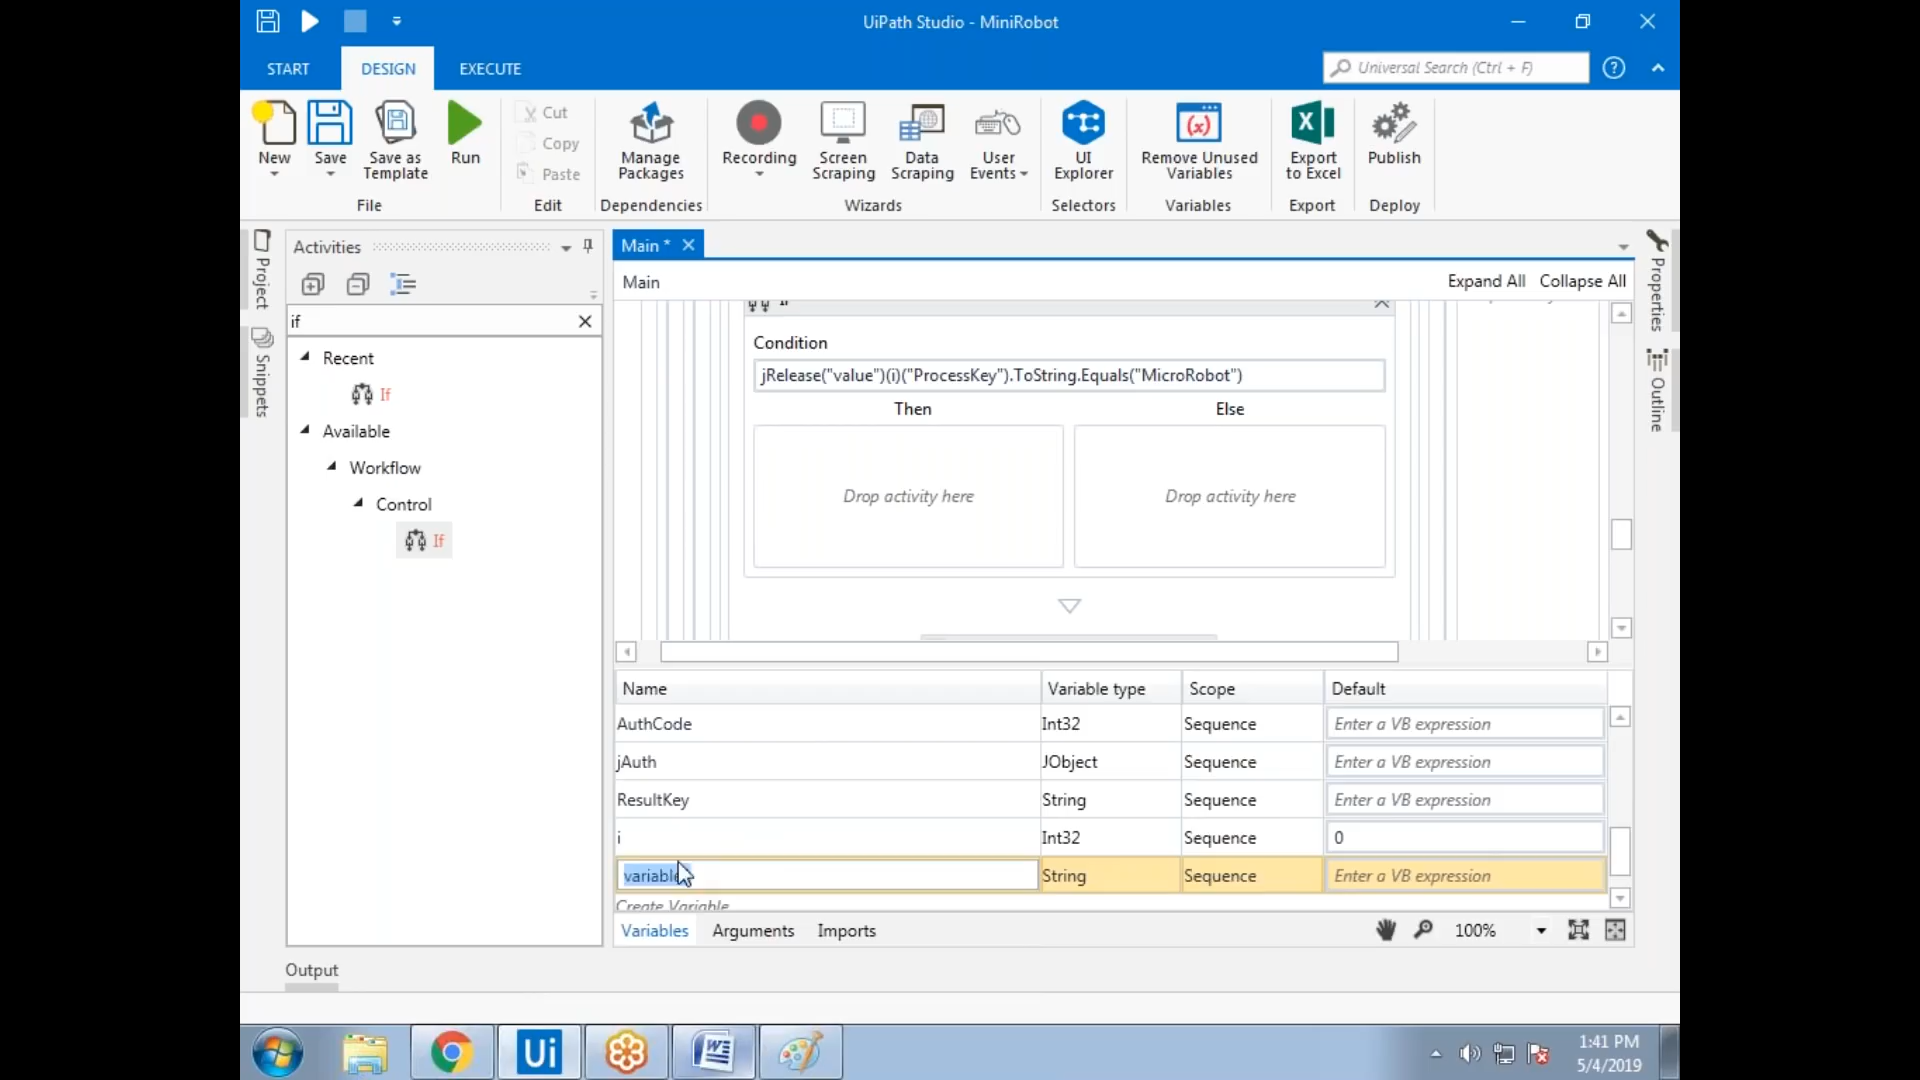 UiPath Studio - MiniRobot
START DESIGN EXECUTE
Universal Search (Ctrl + F)
New
Save
Save as Template
Run
Cut
Copy
Paste
Manage Packages
Recording
Screen Scraping
Data Scraping
User Events
UI Explorer
Remove Unused Variables
Export to Excel
Publish
File Edit Dependencies Wizards Selectors Variables Export Deploy
Project
Snippets
Activities
if
Recent
If
Available
Workflow
Control
If
Main *
Main
Expand All Collapse All
If
Condition
jRelease("value")(i)("ProcessKey").ToString.Equals("MicroRobot")
Then Else
Drop activity here Drop activity here
Properties
Outline
Name Variable type Scope Default
AuthCode Int32 Sequence Enter a VB expression
jAuth JObject Sequence Enter a VB expression
ResultKey String Sequence Enter a VB expression
i Int32 Sequence 0
variable String Sequence Enter a VB expression
Create Variable
Variables Arguments Imports 100%
Output
Ui
1:41 PM
5/4/2019